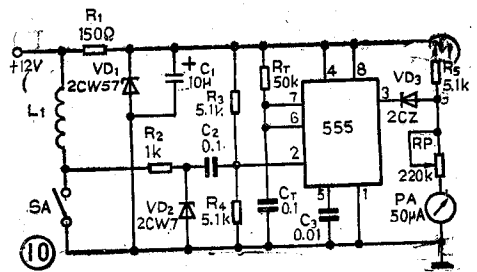 R1
150Ω
+12V
VD1
2CW57
+
C1
10μ
RT
50k
R3
5.1k
L1
R2
1k
C2
0.1
7
6
2
4
8
3
555
5
1
VD3
2CZ
R5
5.1k
RP
220k
PA
50μA
SA
VD2
2CW7
R4
5.1k
CT
0.1
C3
0.01
10